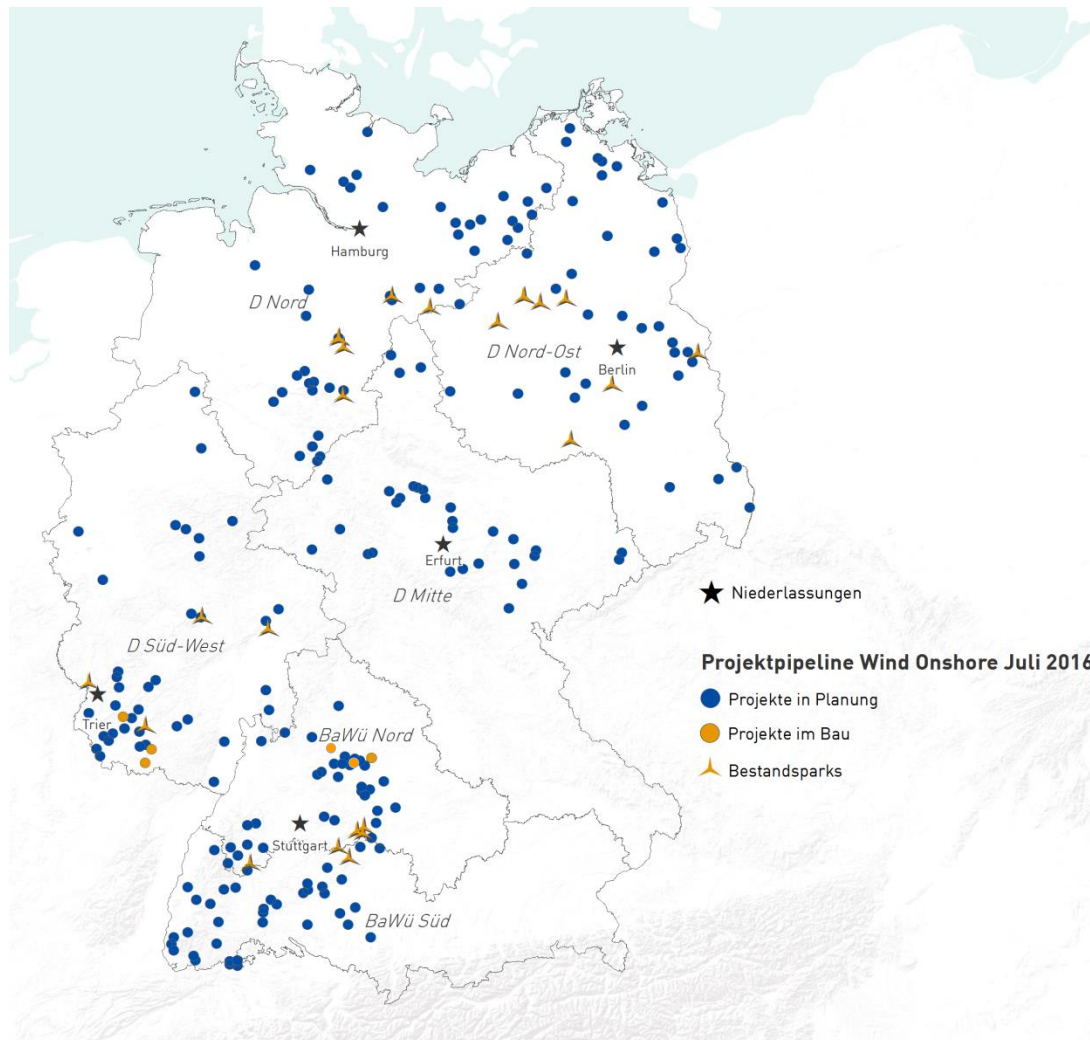 Hamburg
D Nord
D Nord-Ost
Berlin
Erfurt
D Mitte
Niederlassungen
D Süd-West
Projektpipeline Wind Onshore Juli 2016
Projekte in Planung
Trier
BaWü Nord
Projekte im Bau
Bestandsparks
Stuttgart
BaWü Süd